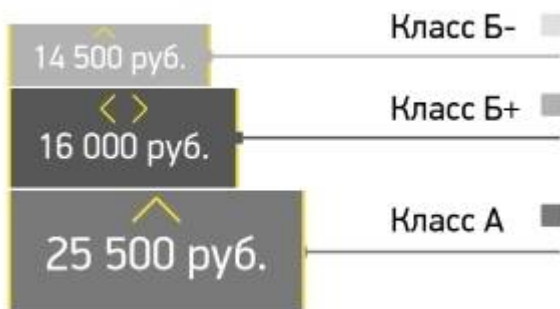 Класс Б-
14 500 руб.
Класс Б+
16 000 руб.
Класс А
25 500 руб.